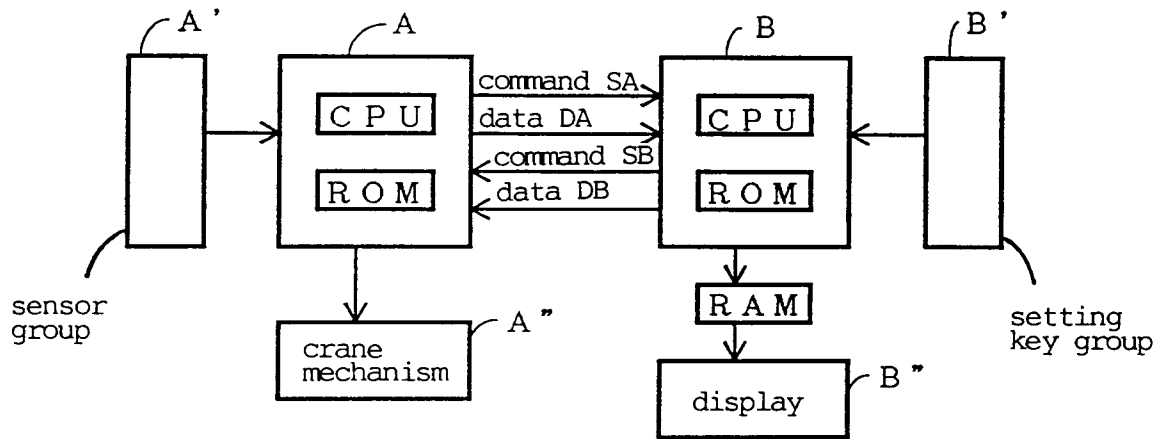 A'
A
B
B'
command SA
CPU
data DA
CPU
command SB
ROM
data DB
ROM
sensor
group
RAM
setting
key group
A"
crane
mechanism
B"
display